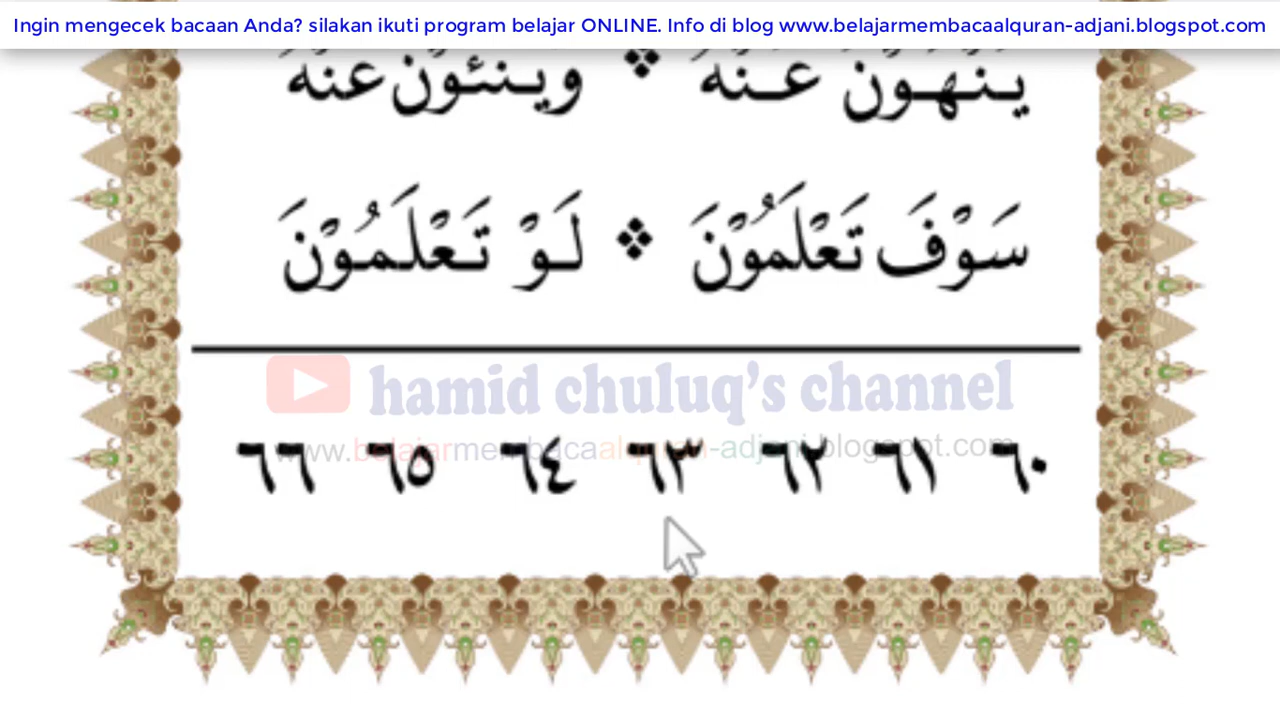 Ingin mengecek bacaan Anda? silakan ikuti program belajar ONLINE. Info di blog www.belajarmembacaalquran-adjani.blogspot.com
يَنْهَوْنَ عَنْهُ ❖ وَيَنْئَوْنَ عَنْهُ
سَوْفَ تَعْلَمُوْنَ ❖ لَوْ تَعْلَمُوْنَ
hamid chuluq's channel
www.belajarmembacaalquran-adjani.blogspot.com
٦٠ ٦١ ٦٢ ٦٣ ٦٤ ٦٥ ٦٦